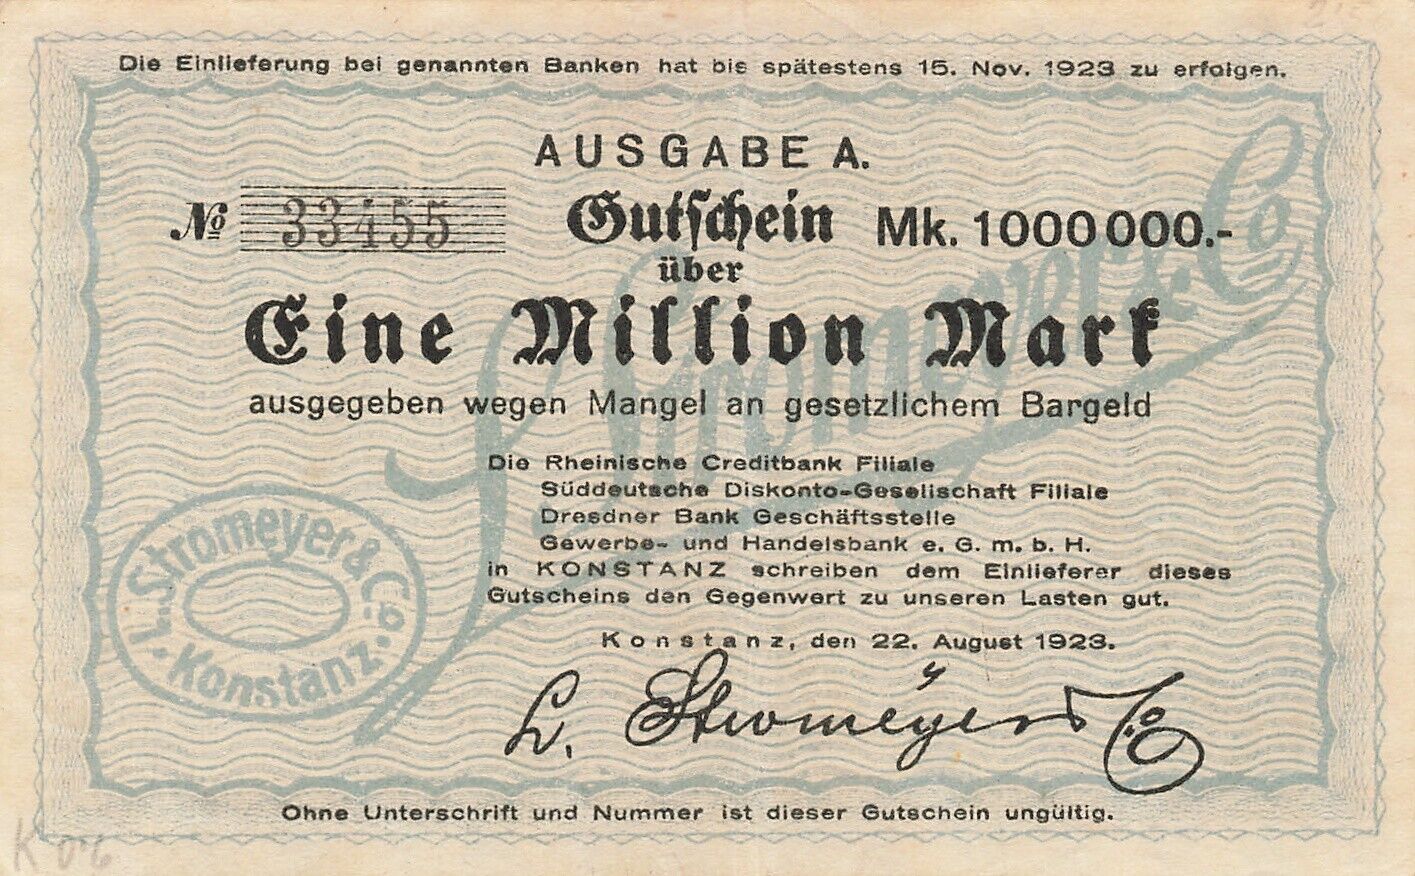 Die Einlieferung bei genannten Banken hat bis spätestens 15. Nov. 1923 zu erfolgen.
AUSGABE A.
No 33455
Gutschein Mk. 1000000.-
über
Eine Million Mark
ausgegeben wegen Mangel an gesetzlichem Bargeld
Die Rheinische Creditbank Filiale
Süddeutsche Diskonto-Gesellschaft Filiale
Dresdner Bank Geschäftsstelle
Gewerbe- und Handelsbank e. G. m. b. H.
in KONSTANZ schreiben dem Einlieferer dieses
Gutscheins den Gegenwert zu unseren Lasten gut.
Konstanz, den 22. August 1923.
L. Stromeyer & Co
L. Stromeyer & Co.
Konstanz.
L. Stromeyer & Co
Ohne Unterschrift und Nummer ist dieser Gutschein ungültig.